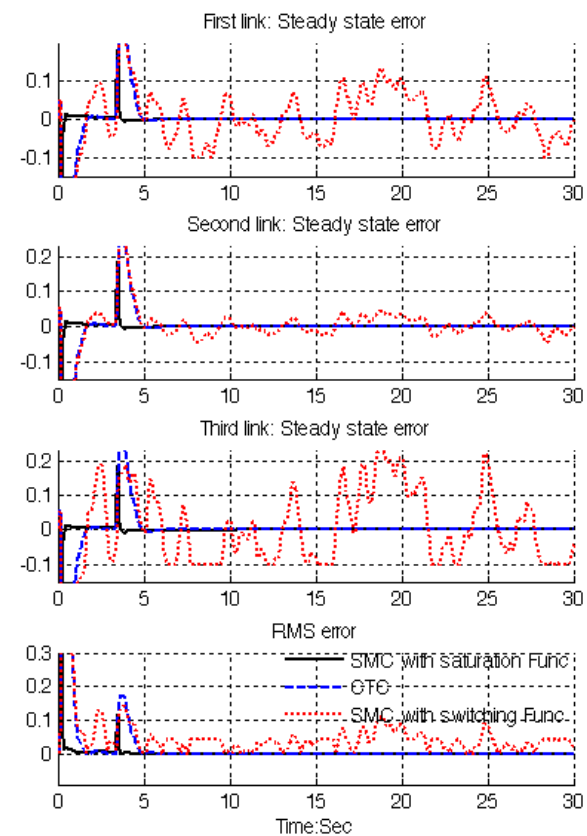 First link: Steady state error
0.1
0
-0.1
0 5 10 15 20 25 30
Second link: Steady state error
0.2
0.1
0
-0.1
0 5 10 15 20 25 30
Third link: Steady state error
0.2
0.1
0
-0.1
0 5 10 15 20 25 30
RMS error
0.3
SMC with saturation Func
0.2
CTC
0.1
SMC with switching Func
0
0 5 10 15 20 25 30
Time:Sec